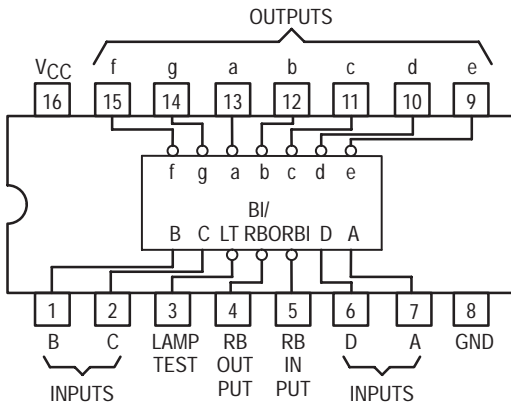 OUTPUTS
VCC f g a b c d e
16 15 14 13 12 11 10 9
f g a b c d e
BI/
B C LT RBO RBI D A
1 2 3 4 5 6 7 8
B C LAMP RB RB D A GND
TEST OUT IN
PUT PUT
INPUTS INPUTS